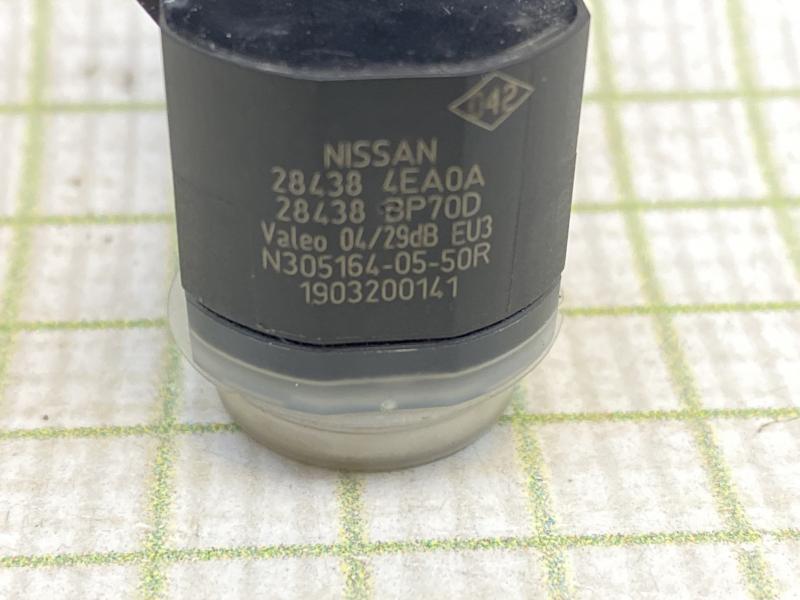 042
NISSAN
28438 4EA0A
28438 BP70D
Valeo 04/29dB EU3
N305164-05-50R
1903200141